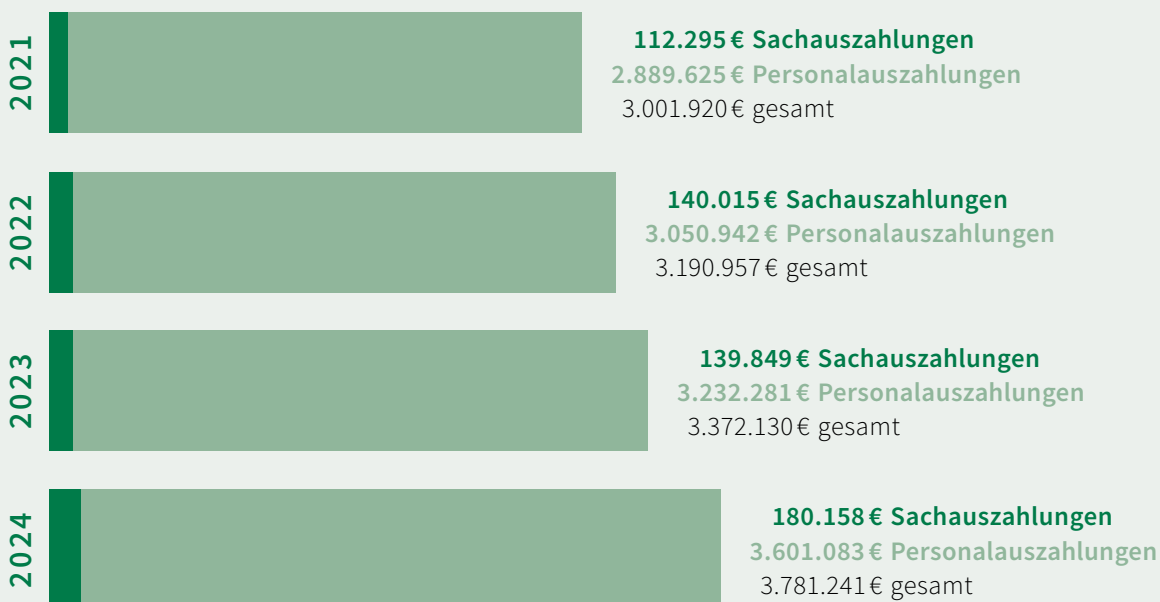 2021
112.295 € Sachauszahlungen
2.889.625 € Personalauszahlungen
3.001.920 € gesamt
2022
140.015 € Sachauszahlungen
3.050.942 € Personalauszahlungen
3.190.957 € gesamt
2023
139.849 € Sachauszahlungen
3.232.281 € Personalauszahlungen
3.372.130 € gesamt
2024
180.158 € Sachauszahlungen
3.601.083 € Personalauszahlungen
3.781.241 € gesamt